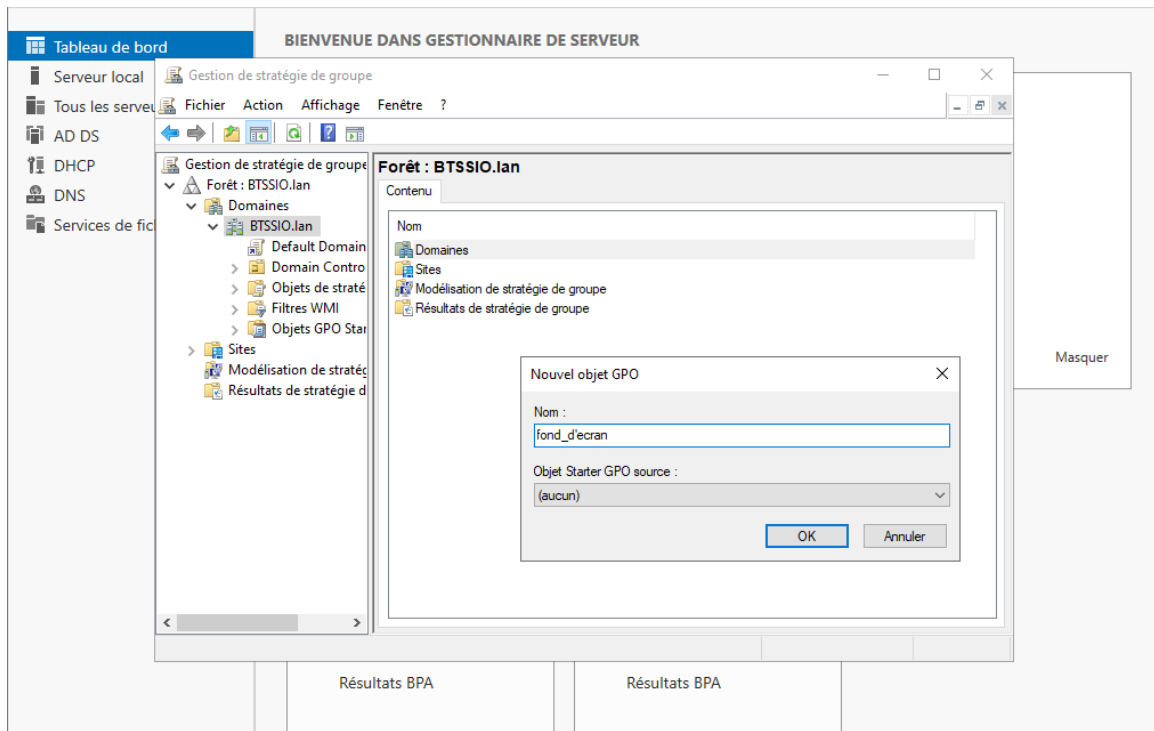 BIENVENUE DANS GESTIONNAIRE DE SERVEUR
Tableau de bord
Serveur local
Tous les serveu
AD DS
DHCP
DNS
Services de fic
Gestion de stratégie de groupe
Fichier Action Affichage Fenêtre ?
Gestion de stratégie de groupe
Forêt : BTSSIO.lan
Domaines
BTSSIO.lan
Default Domain
Domain Contro
Objets de straté
Filtres WMI
Objets GPO Star
Sites
Modélisation de stratég
Résultats de stratégie d
Forêt : BTSSIO.lan
Contenu
Nom
Domaines
Sites
Modélisation de stratégie de groupe
Résultats de stratégie de groupe
Nouvel objet GPO
Nom :
fond_d'ecran
Objet Starter GPO source :
(aucun)
OK Annuler
Masquer
Résultats BPA Résultats BPA